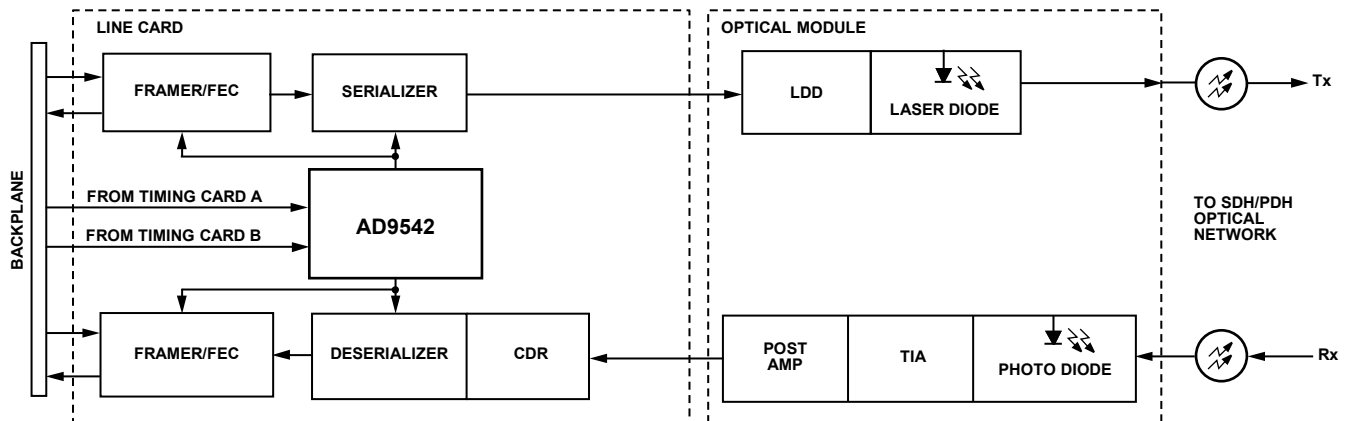 LINE CARD
OPTICAL MODULE
BACKPLANE
FRAMER/FEC
SERIALIZER
LDD
LASER DIODE
Tx
FROM TIMING CARD A
FROM TIMING CARD B
AD9542
TO SDH/PDH
OPTICAL
NETWORK
FRAMER/FEC
DESERIALIZER
CDR
POST
AMP
TIA
PHOTO DIODE
Rx